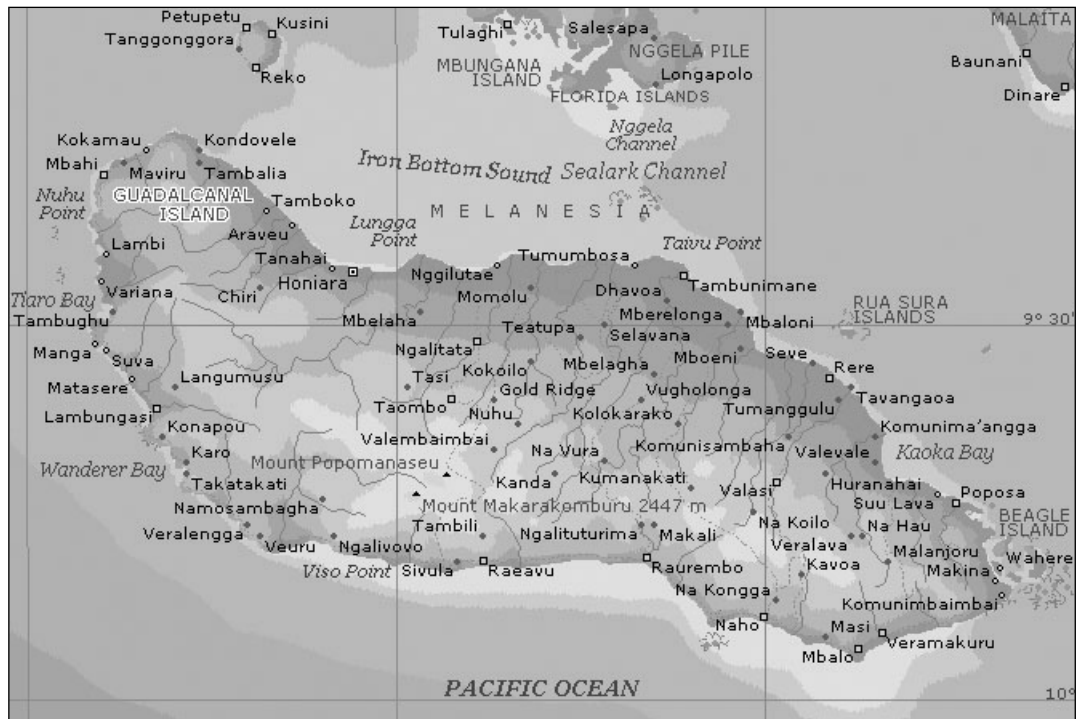 Petupetu
Kusini
Tanggonggora
Reko
Tulaghi
Salesapa
MBUNGANA
ISLAND
NGGELA PILE
Longapolo
FLORIDA ISLANDS
Nggela
Channel
MALAITA
Baunani
Dinare
Kokamau
Kondovele
Mbahi
Maviru
Tambalia
Iron Bottom Sound
Sealark Channel
Nuhu
Point
GUADALCANAL
ISLAND
Tamboko
Lungga
Point
MELANESIA
Araveu
Lambi
Tanahai
Honiara
Nggilutae
Tumumbosa
Taivu Point
Tambunimane
Tiaro Bay
Variana
Chiri
Momolu
Dhavoa
RUA SURA
ISLANDS
Tambughu
Mbelaha
Teatupa
Selavana
Mberelonga
Mbaloni
9° 30'
Manga
Suva
Ngalitata
Mbelagha
Mboeni
Seve
Rere
Matasere
Langumusu
Tasi
Kokoilo
Gold Ridge
Vugholonga
Tavangaoa
Lambungasi
Taombo
Nuhu
Kolokarako
Tumanggulu
Konapou
Valembaimbai
Na Vura
Komunisambaha
Komunima'angga
Wanderer Bay
Karo
Mount Popomanaseu
Valevale
Kaoka Bay
Takatakati
Kanda
Kumanakati
Valasi
Huranahai
Poposa
Namosambagha
Mount Makarakomburu 2447 m
Suu Lava
BEAGLE
ISLAND
Veralengga
Veuru
Ngalivovo
Tambili
Ngalituturima
Makali
Na Koilo
Na Hau
Veralava
Viso Point
Sivula
Raeavu
Raurembo
Kavoa
Malanjoru
Wahere
Makina
Na Kongga
Komunimbaimbai
Naho
Masi
Veramakuru
Mbalo
PACIFIC OCEAN
10°